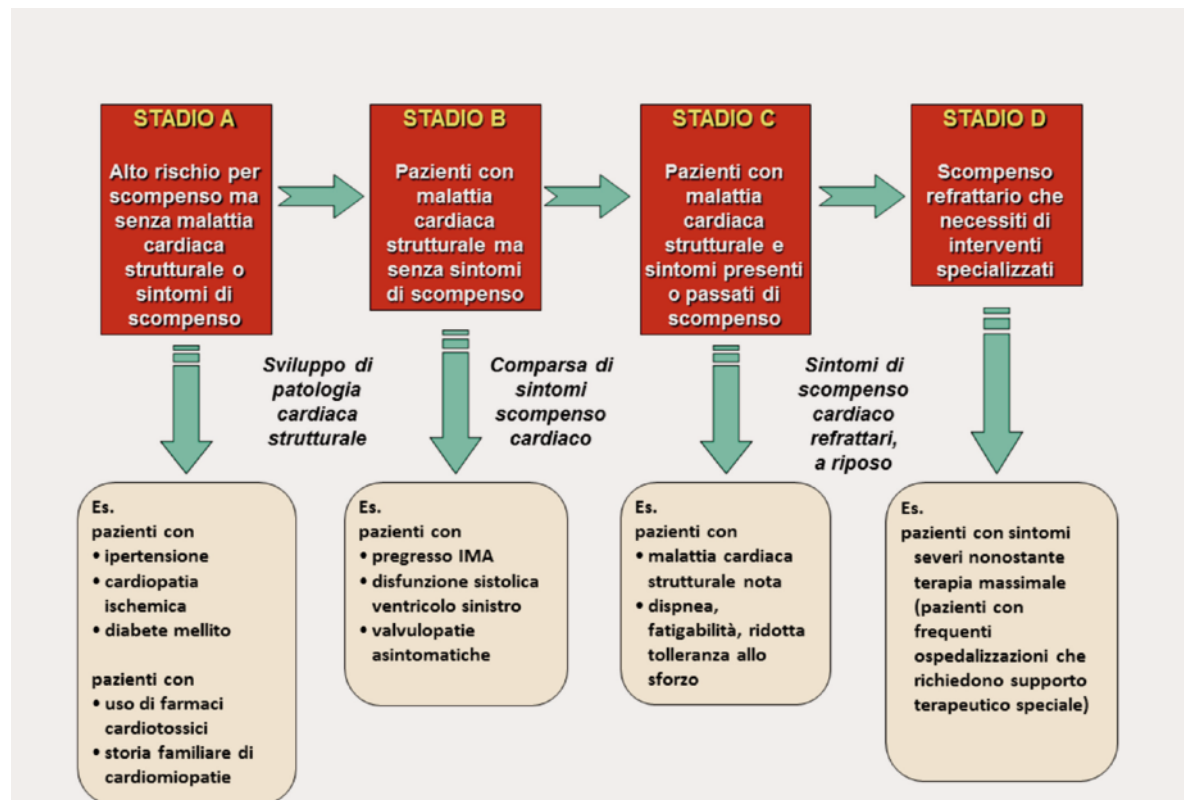 STADIO A
Alto rischio per
scompenso ma
senza malattia
cardiaca
strutturale o
sintomi di
scompenso
STADIO B
Pazienti con
malattia
cardiaca
strutturale ma
senza sintomi
di scompenso
STADIO C
Pazienti con
malattia
cardiaca
strutturale e
sintomi presenti
o passati di
scompenso
STADIO D
Scompenso
refrattario che
necessiti di
interventi
specializzati
Sviluppo di
patologia
cardiaca
strutturale
Comparsa di
sintomi
scompenso
cardiaco
Sintomi di
scompenso
cardiaco
refrattari,
a riposo
Es.
pazienti con
• ipertensione
• cardiopatia
ischemica
• diabete mellito
pazienti con
• uso di farmaci
cardiotossici
• storia familiare di
cardiomiopatie
Es.
pazienti con
• pregresso IMA
• disfunzione sistolica
ventricolo sinistro
• valvulopatie
asintomatiche
Es.
pazienti con
• malattia cardiaca
strutturale nota
• dispnea,
fatigabilità, ridotta
tolleranza allo
sforzo
Es.
pazienti con sintomi
severi nonostante
terapia massimale
(pazienti con
frequenti
ospedalizzazioni che
richiedono supporto
terapeutico speciale)